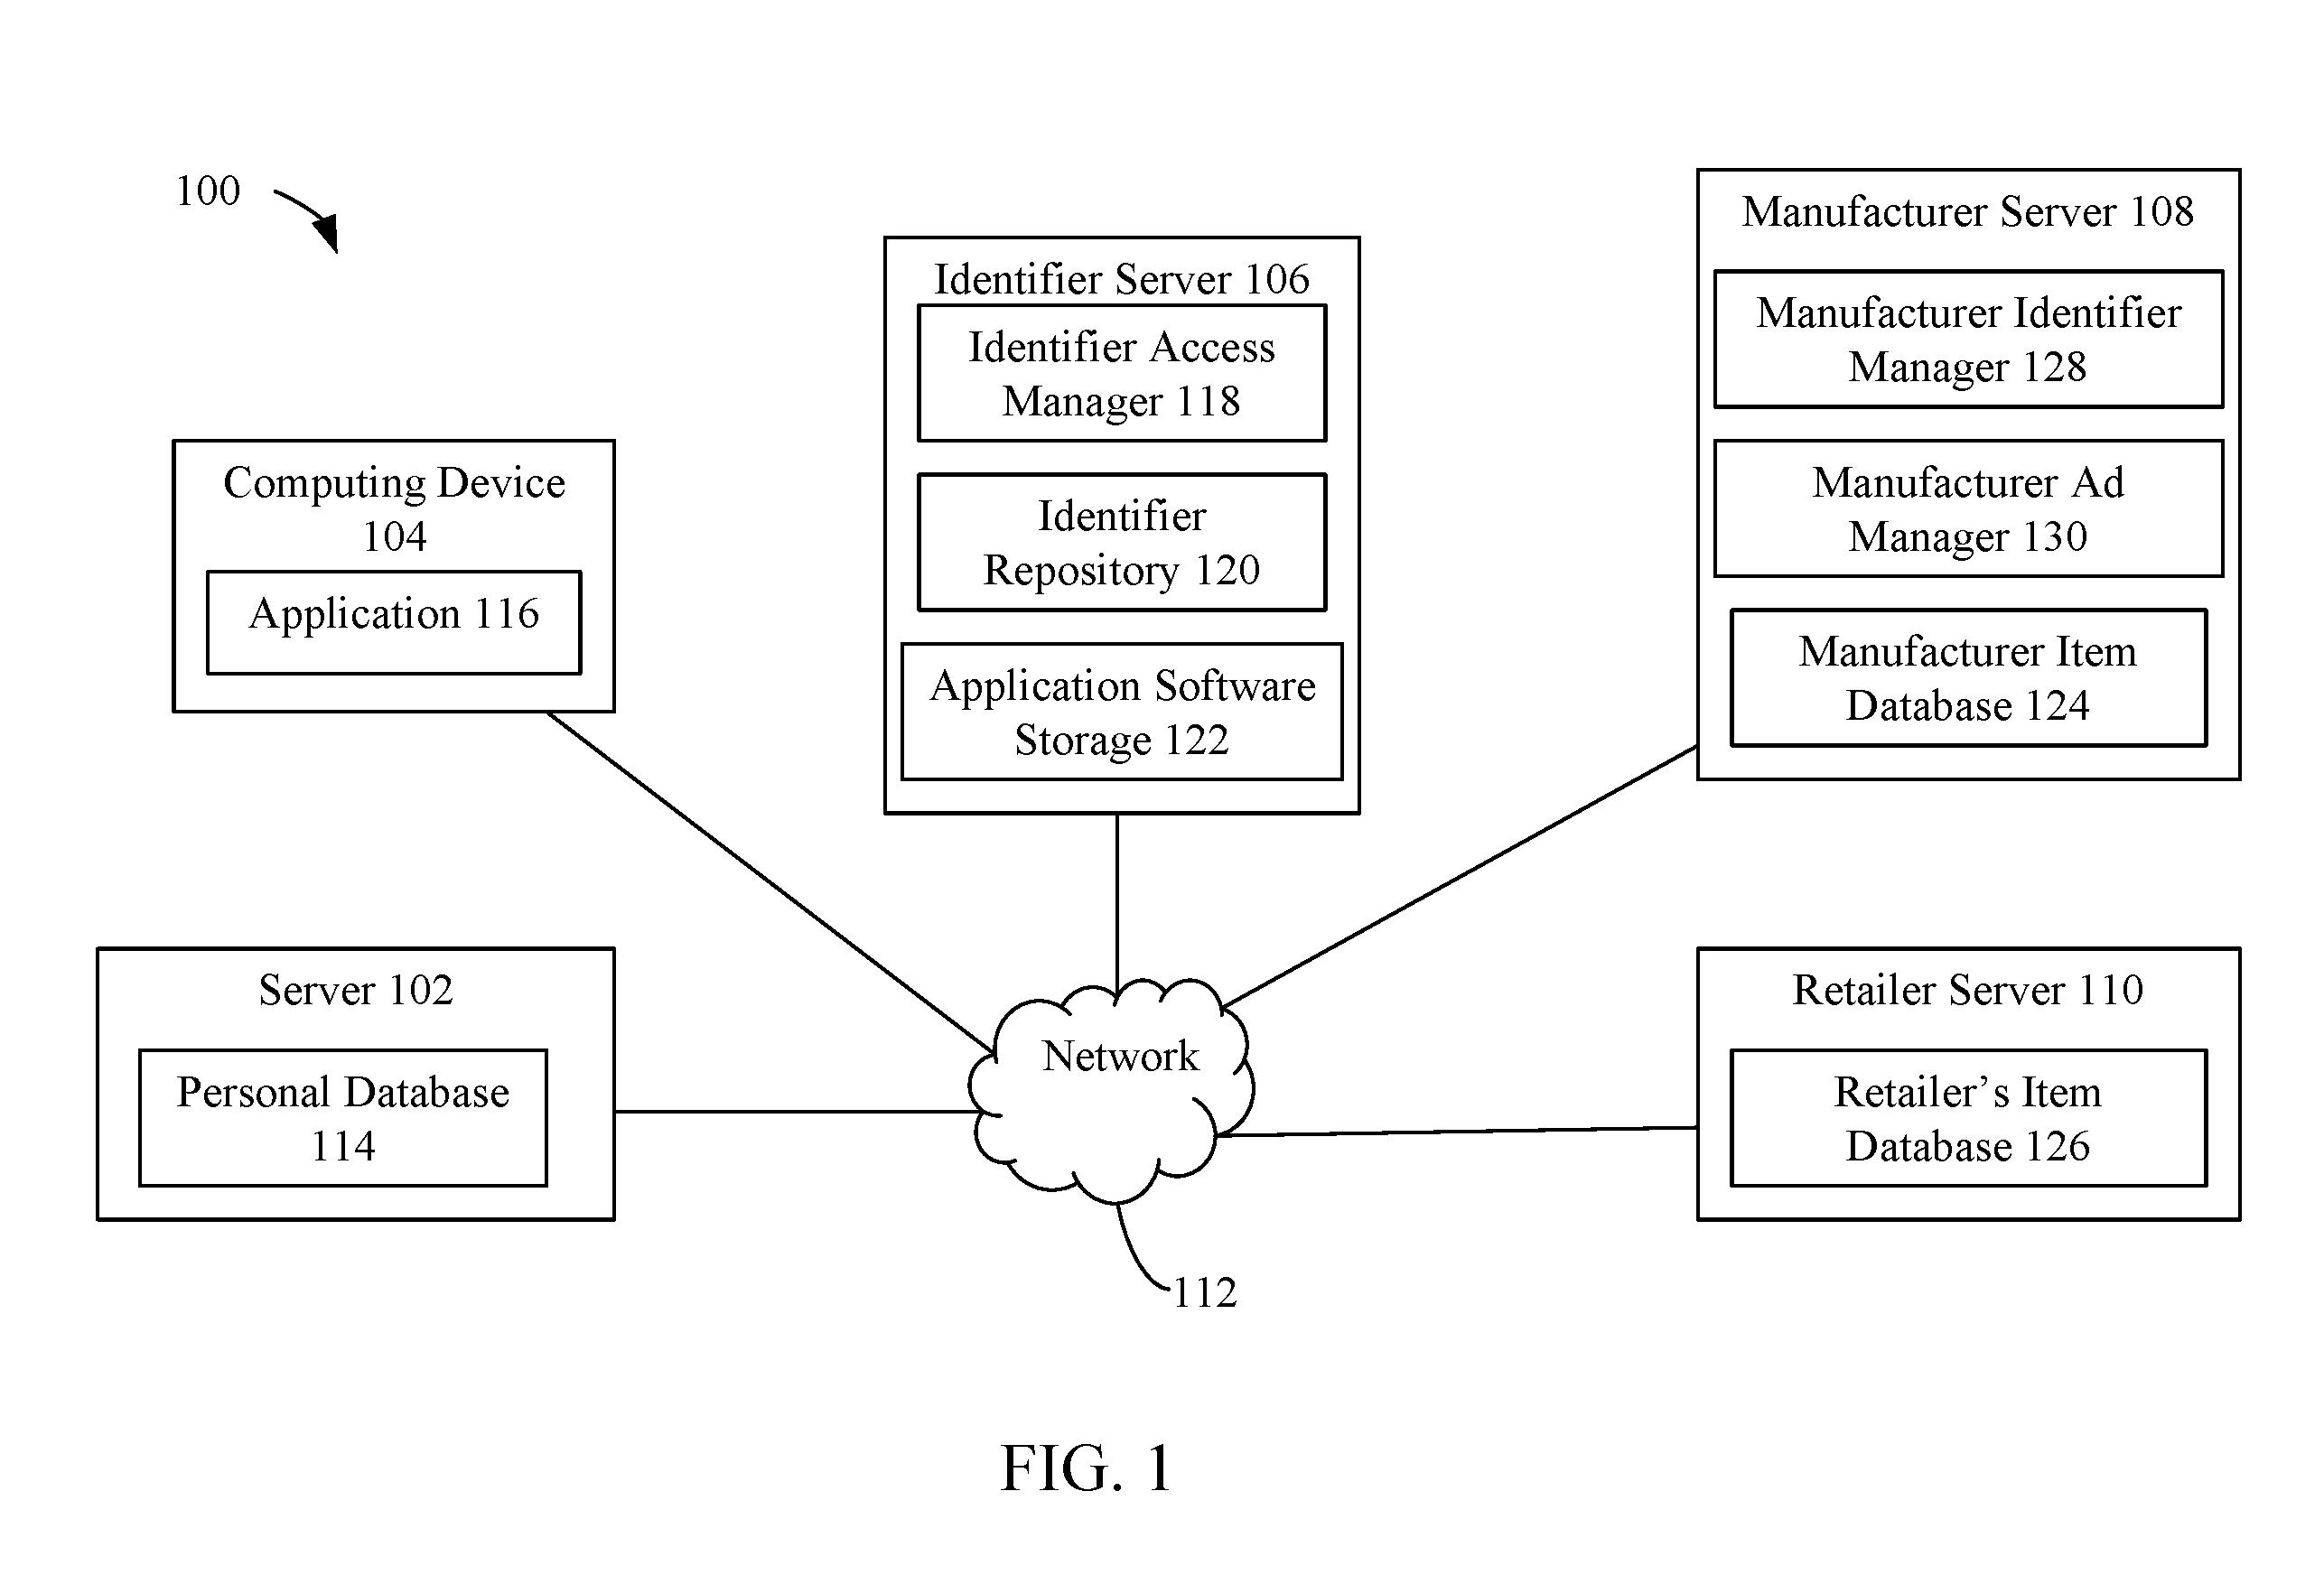 100
Computing Device
104
Application 116
Identifier Server 106
Identifier Access
Manager 118
Identifier
Repository 120
Application Software
Storage 122
Manufacturer Server 108
Manufacturer Identifier
Manager 128
Manufacturer Ad
Manager 130
Manufacturer Item
Database 124
Server 102
Personal Database
114
Network
Retailer Server 110
Retailer’s Item
Database 126
112
FIG. 1